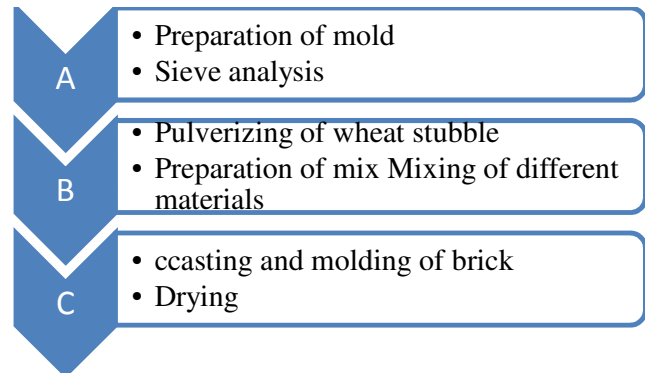 A
• Preparation of mold
• Sieve analysis
B
• Pulverizing of wheat stubble
• Preparation of mix Mixing of different
materials
C
• ccasting and molding of brick
• Drying